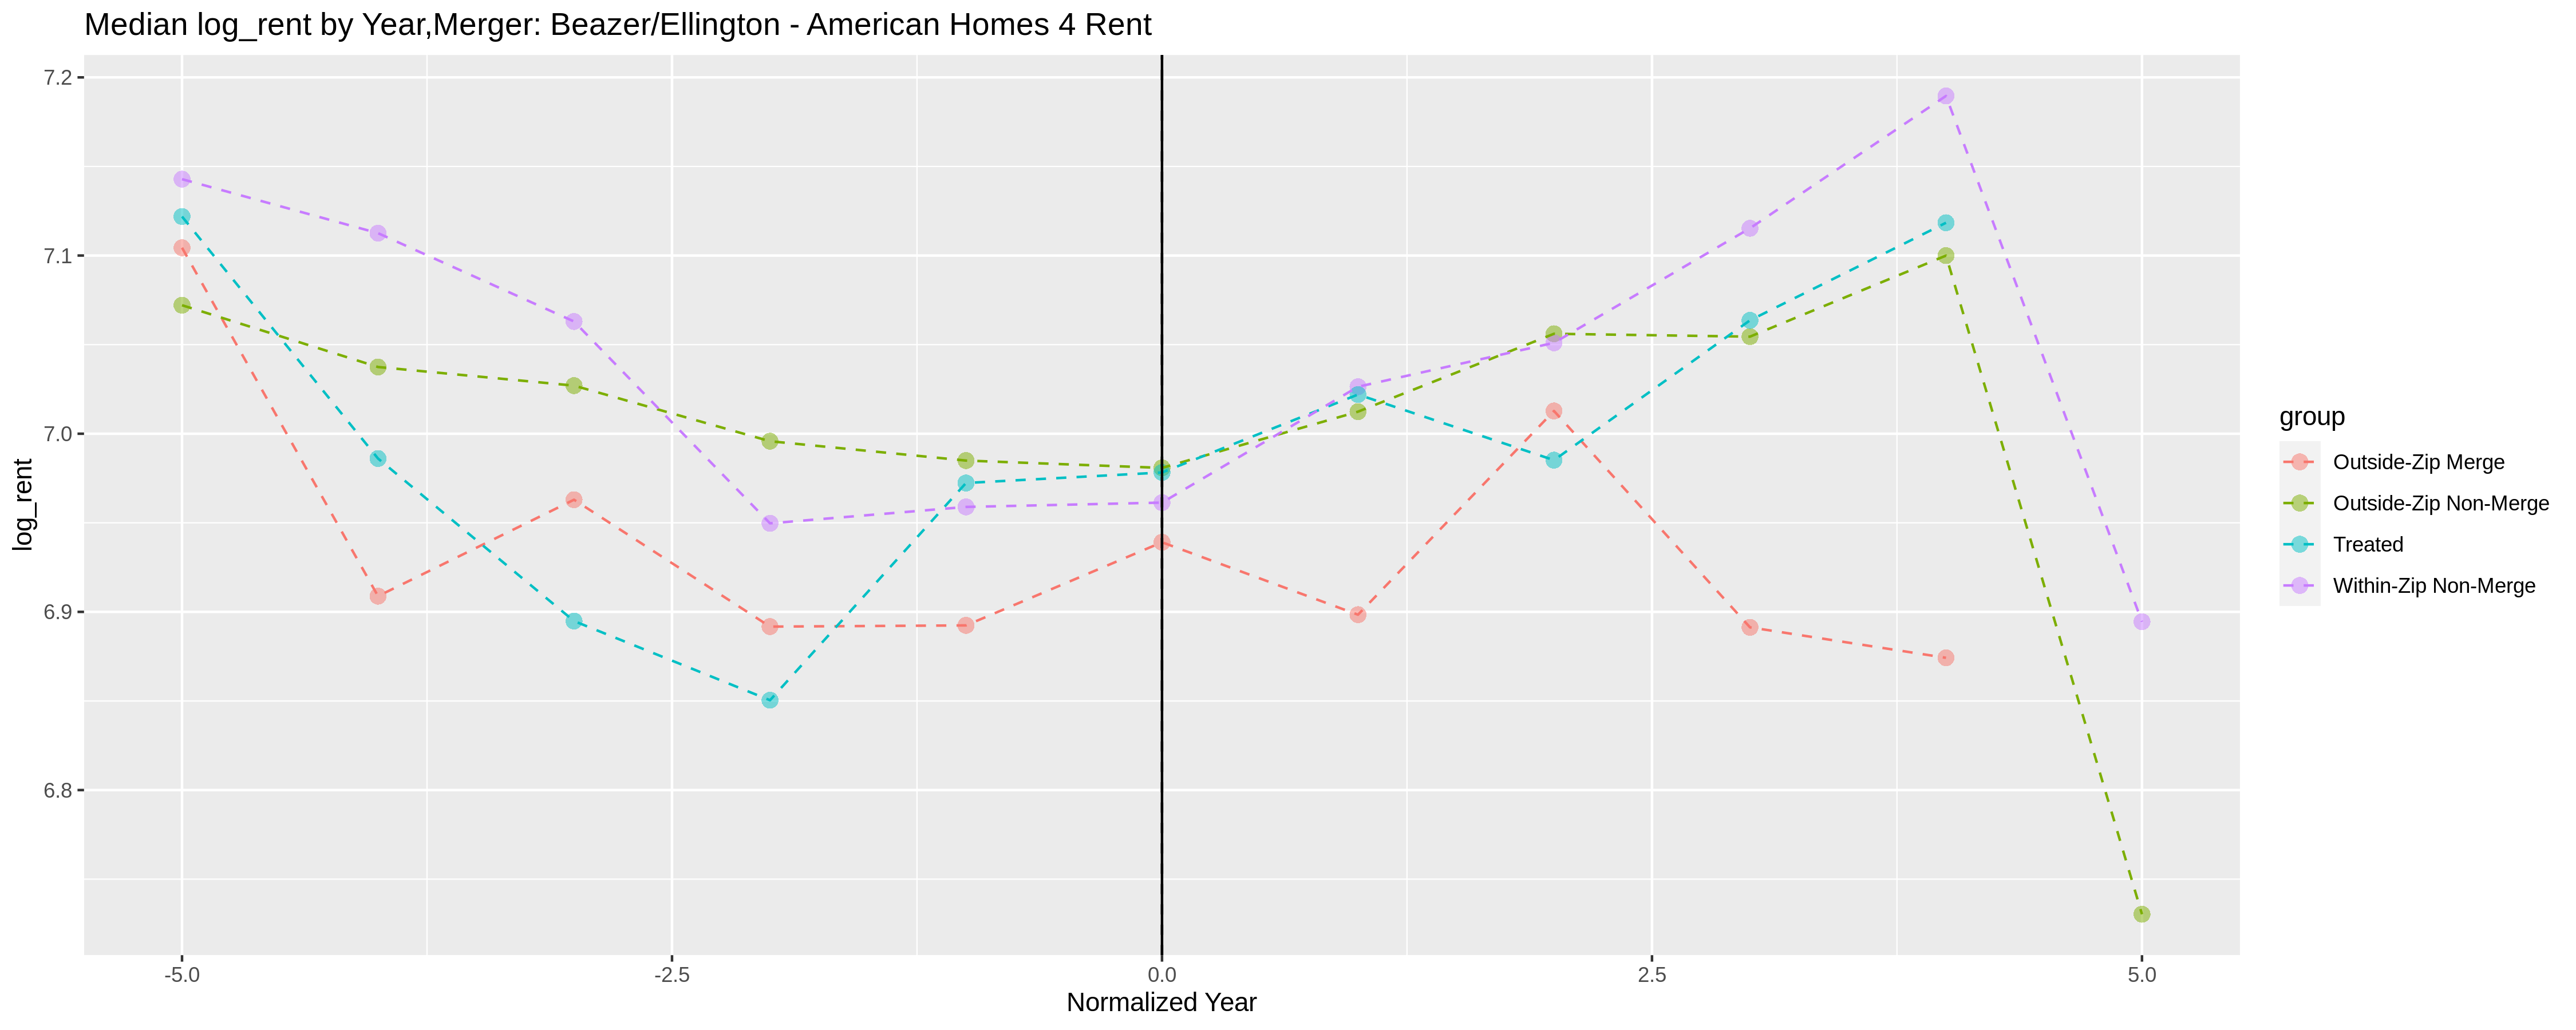 Median log_rent by Year,Merger: Beazer/Ellington - American Homes 4 Rent
7.2
7.1
7.0
6.9
6.8
log_rent
-5.0
-2.5
0.0
2.5
5.0
Normalized Year
group
Outside-Zip Merge
Outside-Zip Non-Merge
Treated
Within-Zip Non-Merge